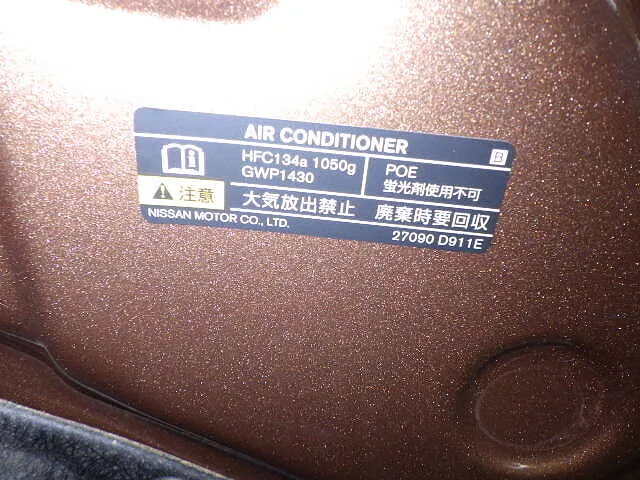 AIR CONDITIONER
HFC134a 1050g
GWP1430
POE
蛍光剤使用不可
注意
大気放出禁止 廃棄時要回収
NISSAN MOTOR CO., LTD.
27090 D911E